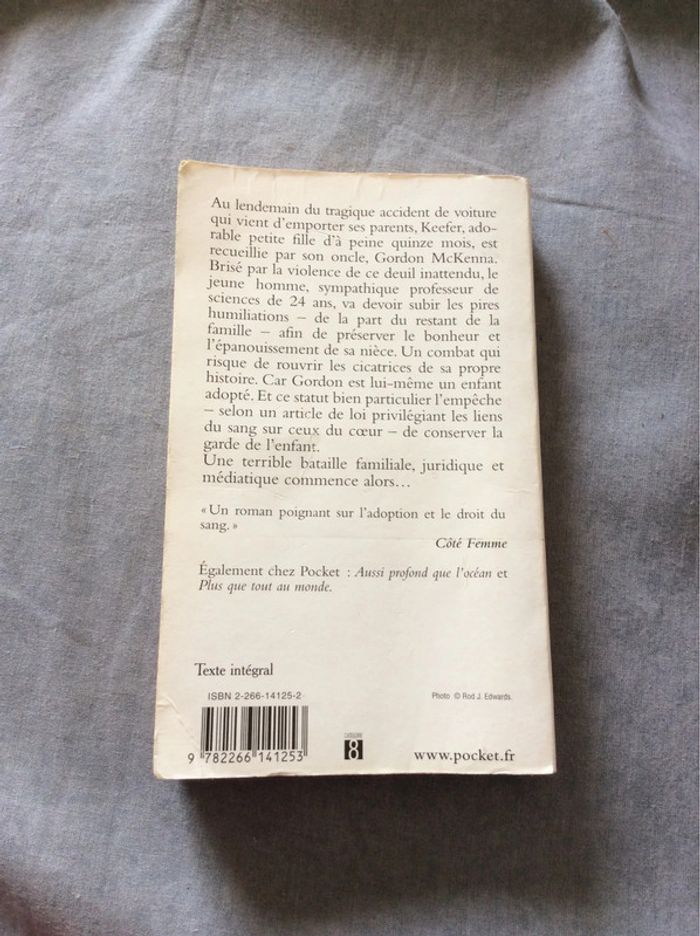 Au lendemain du tragique accident de voiture
qui vient d'emporter ses parents, Keefer, ado-
rable petite fille d'à peine quinze mois, est
recueillie par son oncle, Gordon McKenna.
Brisé par la violence de ce deuil inattendu, le
jeune homme, sympathique professeur de
sciences de 24 ans, va devoir subir les pires
humiliations – de la part du restant de la
famille – afin de préserver le bonheur et
l'épanouissement de sa nièce. Un combat qui
risque de rouvrir les cicatrices de sa propre
histoire. Car Gordon est lui-même un enfant
adopté. Et ce statut bien particulier l'empêche
– selon un article de loi privilégiant les liens
du sang sur ceux du cœur – de conserver la
garde de l'enfant.
Une terrible bataille familiale, juridique et
médiatique commence alors…
« Un roman poignant sur l'adoption et le droit du
sang. »
Côté Femme
Également chez Pocket : Aussi profond que l'océan et
Plus que tout au monde.
Texte intégral
ISBN 2-266-14125-2
Photo © Rod J. Edwards.
9 782266 141253
CATÉGORIE
8
www.pocket.fr